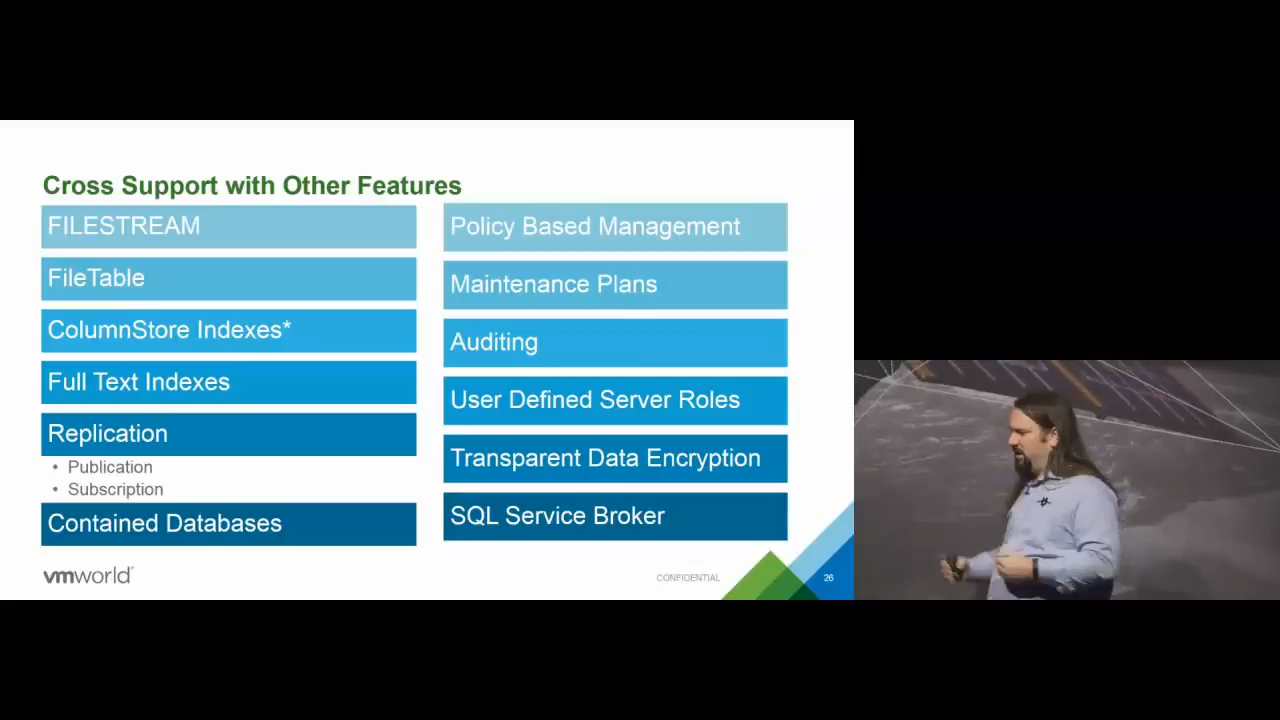 Cross Support with Other Features
FILESTREAM
FileTable
ColumnStore Indexes*
Full Text Indexes
Replication
• Publication
• Subscription
Contained Databases
Policy Based Management
Maintenance Plans
Auditing
User Defined Server Roles
Transparent Data Encryption
SQL Service Broker
vmworld
CONFIDENTIAL
26